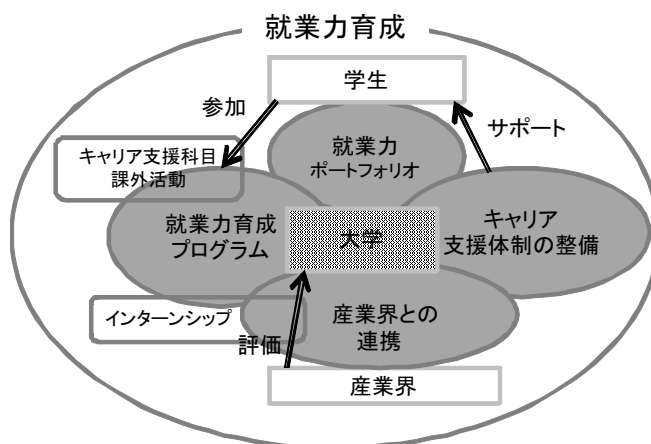 就業力育成
学生
参加
サポート
就業力
ポートフォリオ
キャリア支援科目
課外活動
就業力育成
プログラム
大学
キャリア
支援体制の整備
インターンシップ
産業界との
連携
評価
産業界